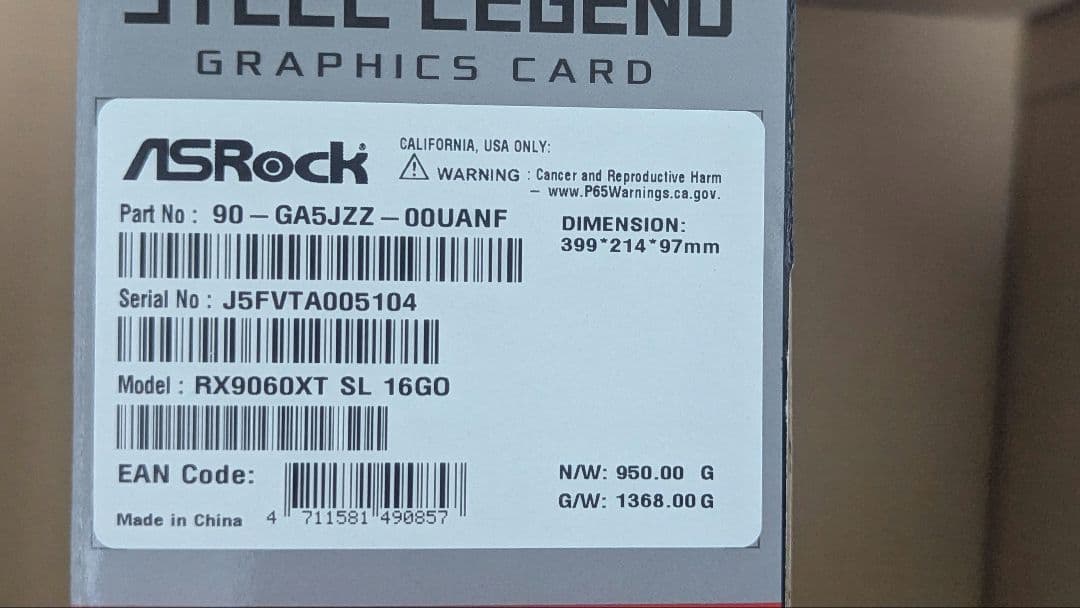 STEEL LEGEND
GRAPHICS CARD
ASRock®
CALIFORNIA, USA ONLY:
WARNING : Cancer and Reproductive Harm
– www.P65Warnings.ca.gov.
Part No : 90-GA5JZZ-00UANF
DIMENSION:
399*214*97mm
Serial No : J5FVTA005104
Model : RX9060XT SL 16GO
EAN Code:
4 711581 490857
Made in China
N/W: 950.00 G
G/W: 1368.00 G